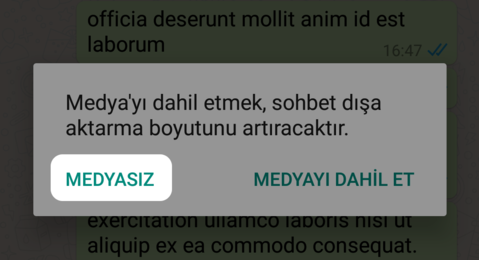 officia deserunt mollit anim id est
laborum
16:47
Medya'yı dahil etmek, sohbet dışa
aktarma boyutunu artıracaktır.
MEDYASIZ
MEDYAYI DAHİL ET
exercitation ullamco laboris nisi ut
aliquip ex ea commodo consequat.